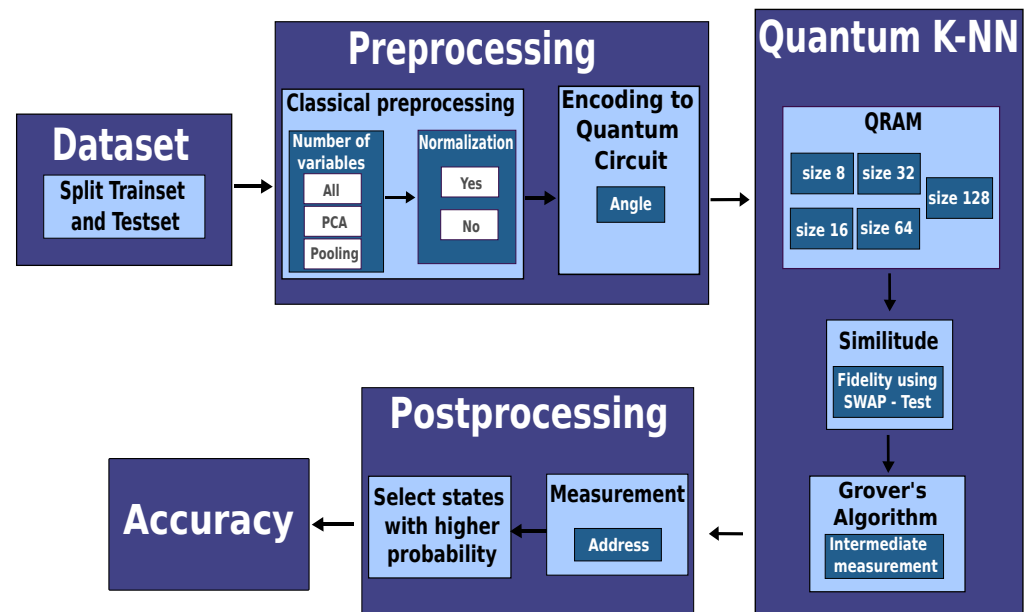 Dataset
Split Trainset
and Testset
Preprocessing
Classical preprocessing
Number of
variables
All
PCA
Pooling
Normalization
Yes
No
Encoding to
Quantum
Circuit
Angle
Quantum K-NN
QRAM
size 8
size 32
size 128
size 16
size 64
Similitude
Fidelity using
SWAP - Test
Grover's
Algorithm
Intermediate
measurement
Postprocessing
Measurement
Address
Select states
with higher
probability
Accuracy